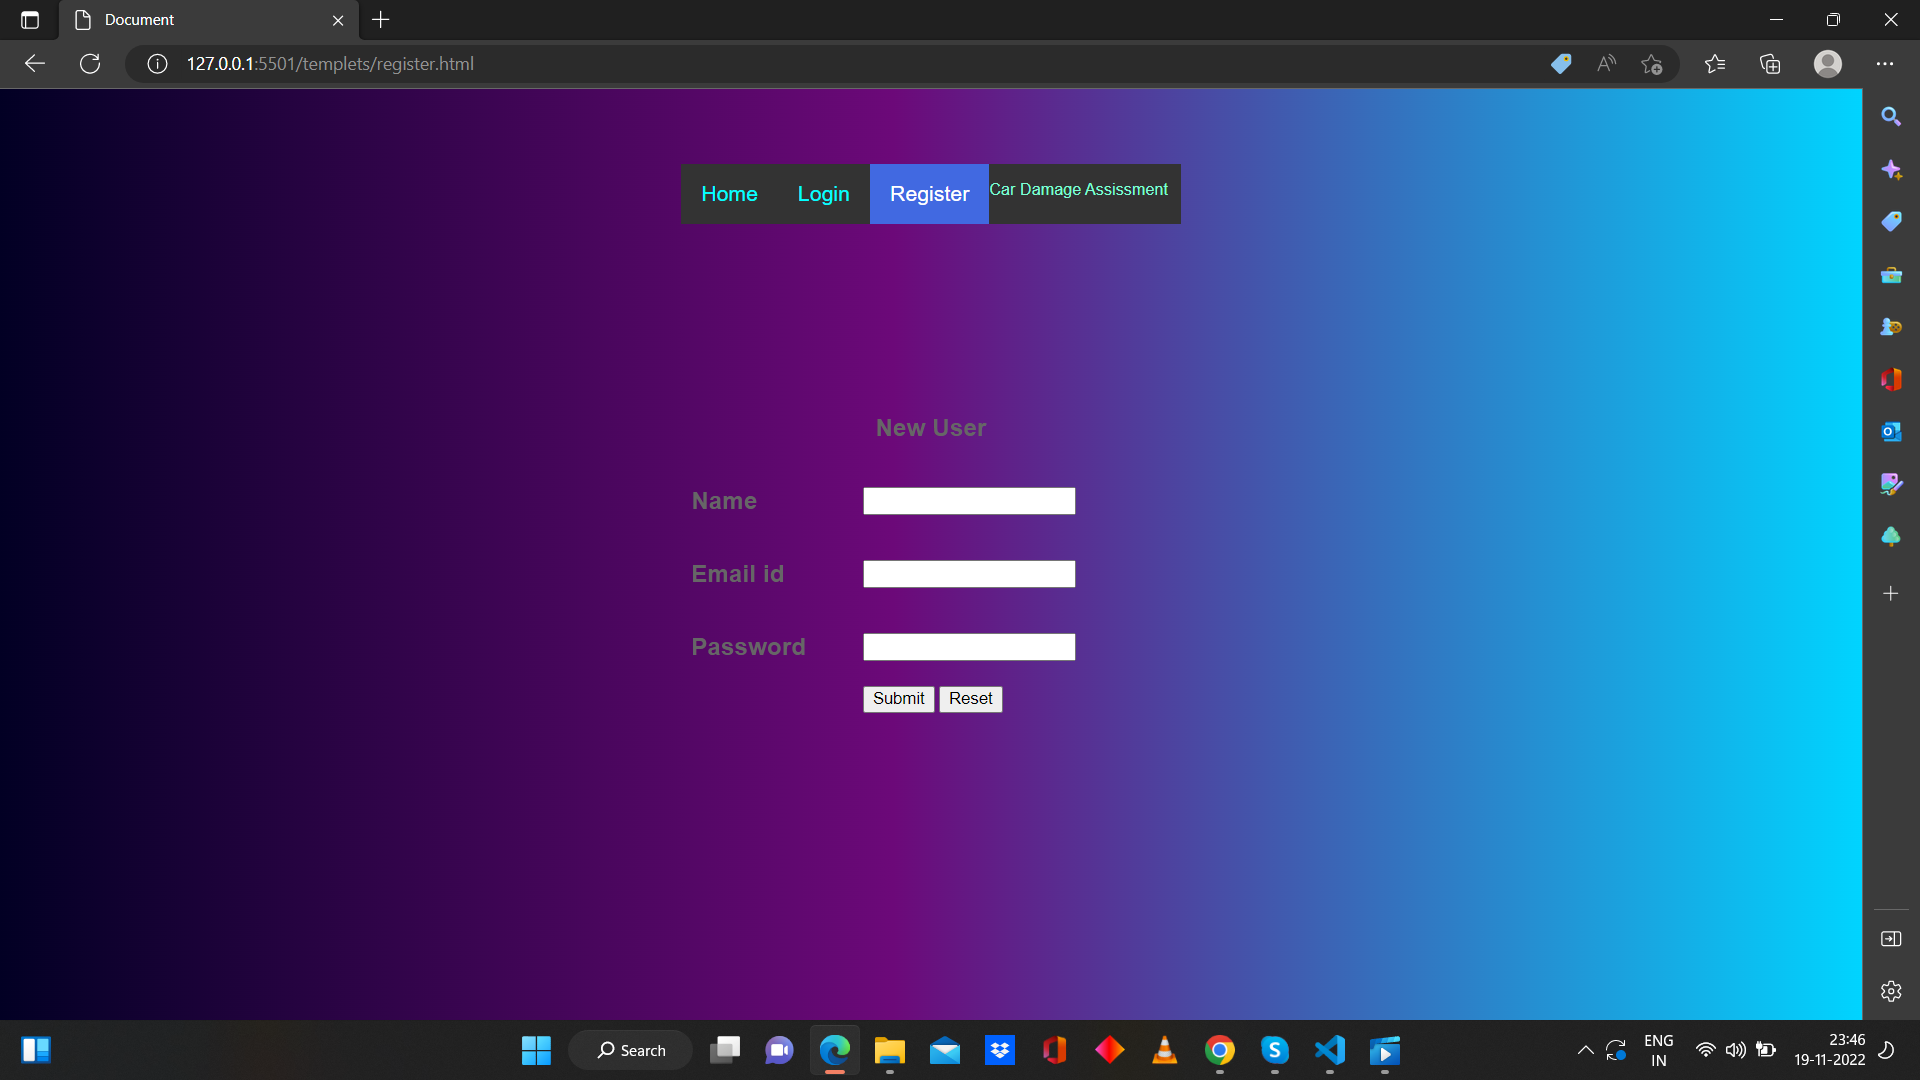 Document
127.0.0.1:5501/templets/register.html
Home Login Register Car Damage Assissment
New User
Name
Email id
Password
Submit Reset
Search
ENG
IN
23:46
19-11-2022